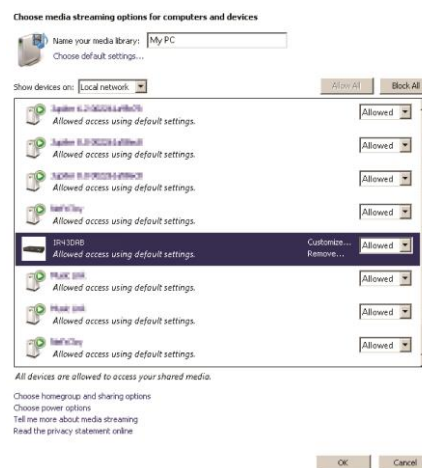 Choose media streaming options for computers and devices
Name your media library: My PC
Choose default settings...
Show devices on: Local network
Allow All
Block All
Allowed access using default settings.
Allowed
Allowed access using default settings.
Allowed
Allowed access using default settings.
Allowed
Allowed access using default settings.
Allowed
IR43DAB
Allowed access using default settings.
Customize...
Remove...
Allowed
Allowed access using default settings.
Allowed
Allowed access using default settings.
Allowed
Allowed access using default settings.
Allowed
All devices are allowed to access your shared media.
Choose homegroup and sharing options
Choose power options
Tell me more about media streaming
Read the privacy statement online
OK
Cancel